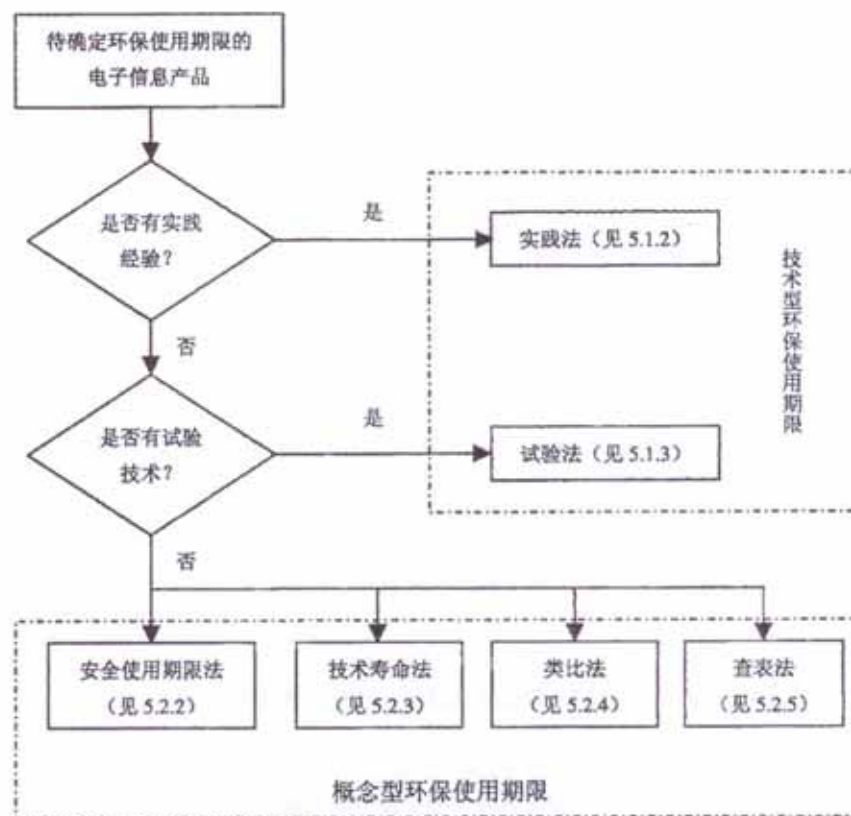 待确定环保使用期限的
电子信息产品
是否有实践
经验?
是
实践法（见 5.1.2）
技术型环保使用期限
否
是否有试验
技术?
是
试验法（见 5.1.3）
否
安全使用期限法
（见 5.2.2）
技术寿命法
（见 5.2.3）
类比法
（见 5.2.4）
查表法
（见 5.2.5）
概念型环保使用期限